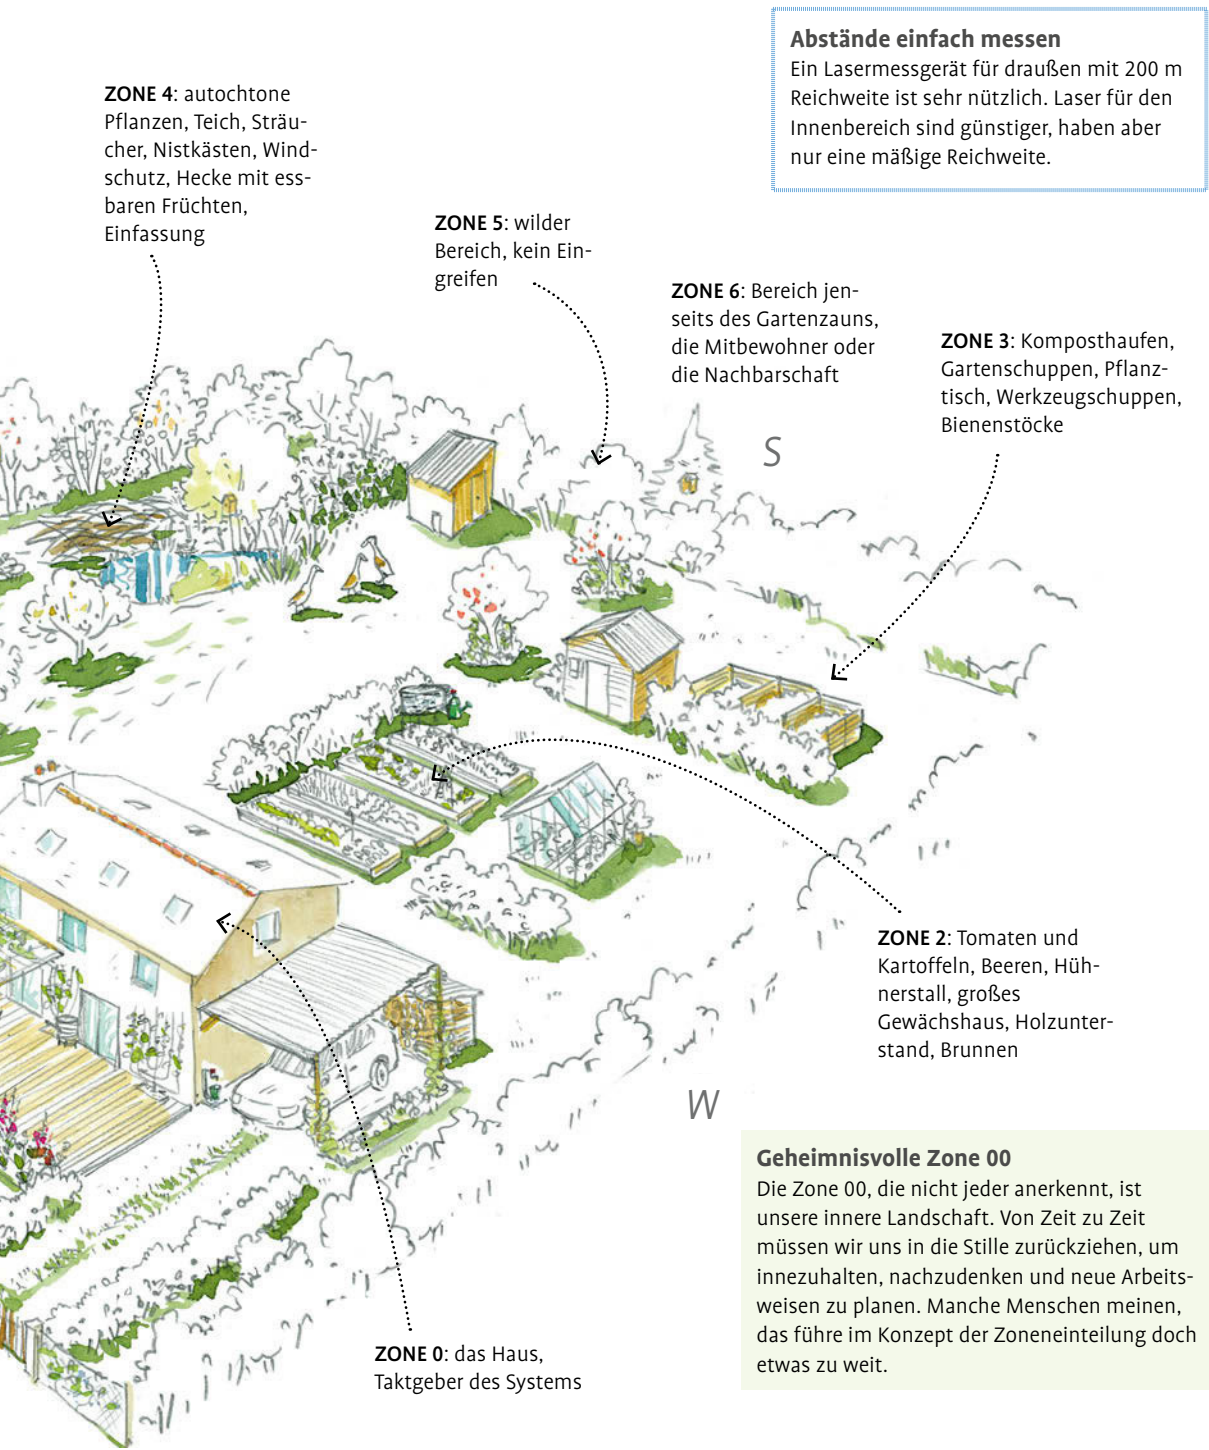 Abstände einfach messen
Ein Lasermessgerät für draußen mit 200 m
Reichweite ist sehr nützlich. Laser für den
Innenbereich sind günstiger, haben aber
nur eine mäßige Reichweite.
ZONE 4: autochtone
Pflanzen, Teich, Sträu-
cher, Nistkästen, Wind-
schutz, Hecke mit ess-
baren Früchten,
Einfassung
ZONE 5: wilder
Bereich, kein Ein-
greifen
ZONE 6: Bereich jen-
seits des Gartenzauns,
die Mitbewohner oder
die Nachbarschaft
ZONE 3: Komposthaufen,
Gartenschuppen, Pflanz-
tisch, Werkzeugschuppen,
Bienenstöcke
S
ZONE 2: Tomaten und
Kartoffeln, Beeren, Hüh-
nerstall, großes
Gewächshaus, Holzunter-
stand, Brunnen
W
Geheimnisvolle Zone 00
Die Zone 00, die nicht jeder anerkennt, ist
unsere innere Landschaft. Von Zeit zu Zeit
müssen wir uns in die Stille zurückziehen, um
innezuhalten, nachzudenken und neue Arbeits-
weisen zu planen. Manche Menschen meinen,
das führe im Konzept der Zoneneinteilung doch
etwas zu weit.
ZONE 0: das Haus,
Taktgeber des Systems